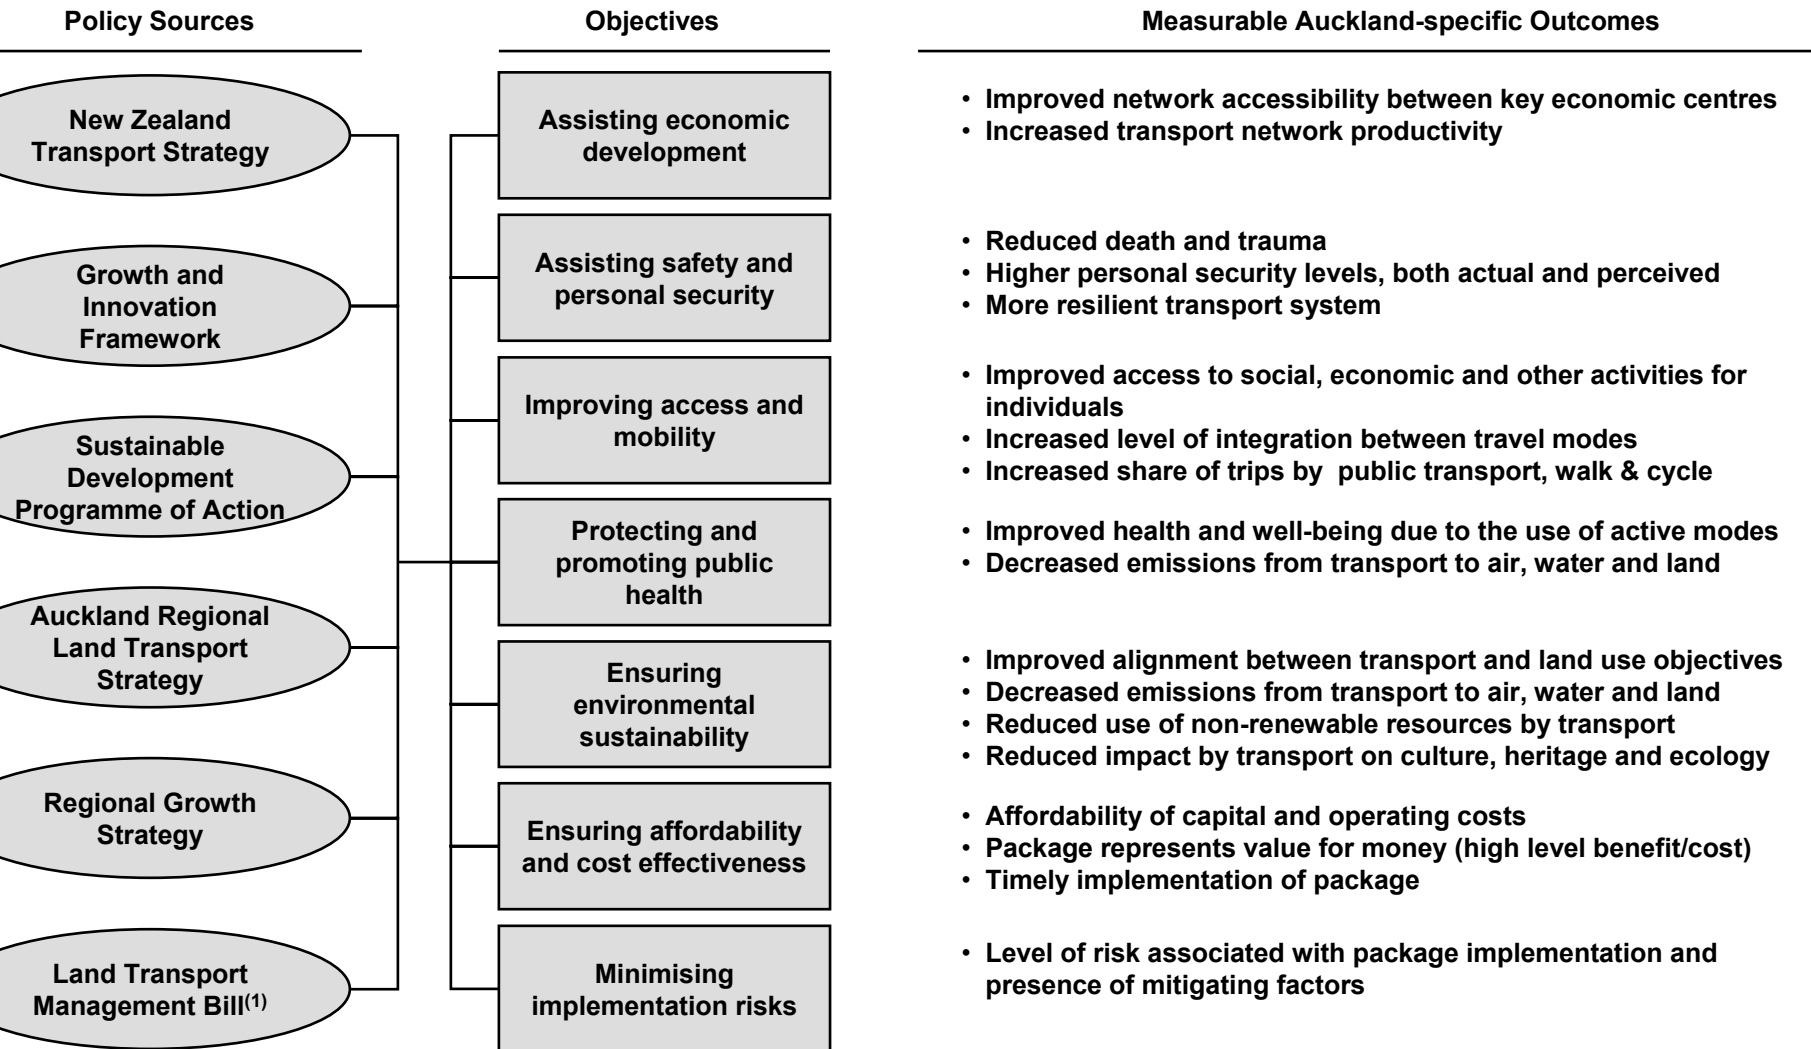 Policy Sources
Objectives
Measurable Auckland-specific Outcomes
New Zealand
Transport Strategy
Growth and
Innovation
Framework
Sustainable
Development
Programme of Action
Auckland Regional
Land Transport
Strategy
Regional Growth
Strategy
Land Transport
Management Bill(1)
Assisting economic
development
Assisting safety and
personal security
Improving access and
mobility
Protecting and
promoting public
health
Ensuring
environmental
sustainability
Ensuring affordability
and cost effectiveness
Minimising
implementation risks
• Improved network accessibility between key economic centres
• Increased transport network productivity
• Reduced death and trauma
• Higher personal security levels, both actual and perceived
• More resilient transport system
• Improved access to social, economic and other activities for
individuals
• Increased level of integration between travel modes
• Increased share of trips by  public transport, walk & cycle
• Improved health and well-being due to the use of active modes
• Decreased emissions from transport to air, water and land
• Improved alignment between transport and land use objectives
• Decreased emissions from transport to air, water and land
• Reduced use of non-renewable resources by transport
• Reduced impact by transport on culture, heritage and ecology
• Affordability of capital and operating costs
• Package represents value for money (high level benefit/cost)
• Timely implementation of package
• Level of risk associated with package implementation and
presence of mitigating factors